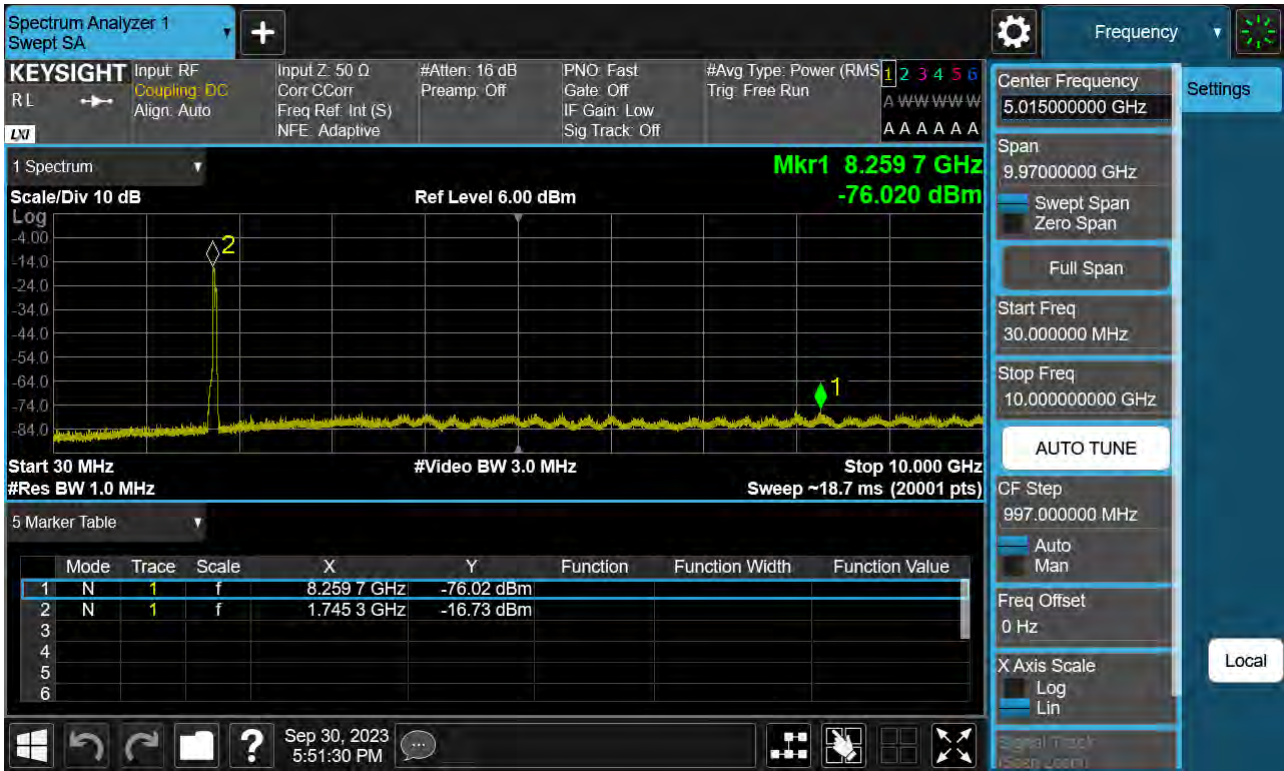 Spectrum Analyzer 1
Swept SA
+
Frequency
KEYSIGHT
RL
LXI
Input: RF
Coupling: DC
Align: Auto
Input Z: 50 Ω
Corr CCorr
Freq Ref: Int (S)
NFE: Adaptive
#Atten: 16 dB
Preamp: Off
PNO: Fast
Gate: Off
IF Gain: Low
Sig Track: Off
#Avg Type: Power (RMS
Trig: Free Run
1 2 3 4 5 6
A W W W W W
A A A A A A
1 Spectrum
Mkr1 8.259 7 GHz
-76.020 dBm
Scale/Div 10 dB
Ref Level 6.00 dBm
Log
-4.00
-14.0
-24.0
-34.0
-44.0
-54.0
-64.0
-74.0
-84.0
2
1
Start 30 MHz
#Video BW 3.0 MHz
Stop 10.000 GHz
#Res BW 1.0 MHz
Sweep ~18.7 ms (20001 pts)
5 Marker Table
Mode Trace Scale X Y Function Function Width Function Value
1 N 1 f 8.259 7 GHz -76.02 dBm
2 N 1 f 1.745 3 GHz -16.73 dBm
3
4
5
6
Sep 30, 2023
5:51:30 PM
?
Center Frequency
5.015000000 GHz
Settings
Span
9.97000000 GHz
Swept Span
Zero Span
Full Span
Start Freq
30.000000 MHz
Stop Freq
10.000000000 GHz
AUTO TUNE
CF Step
997.000000 MHz
Auto
Man
Freq Offset
0 Hz
X Axis Scale
Log
Lin
Local
Signal Track
(Span Zoom)